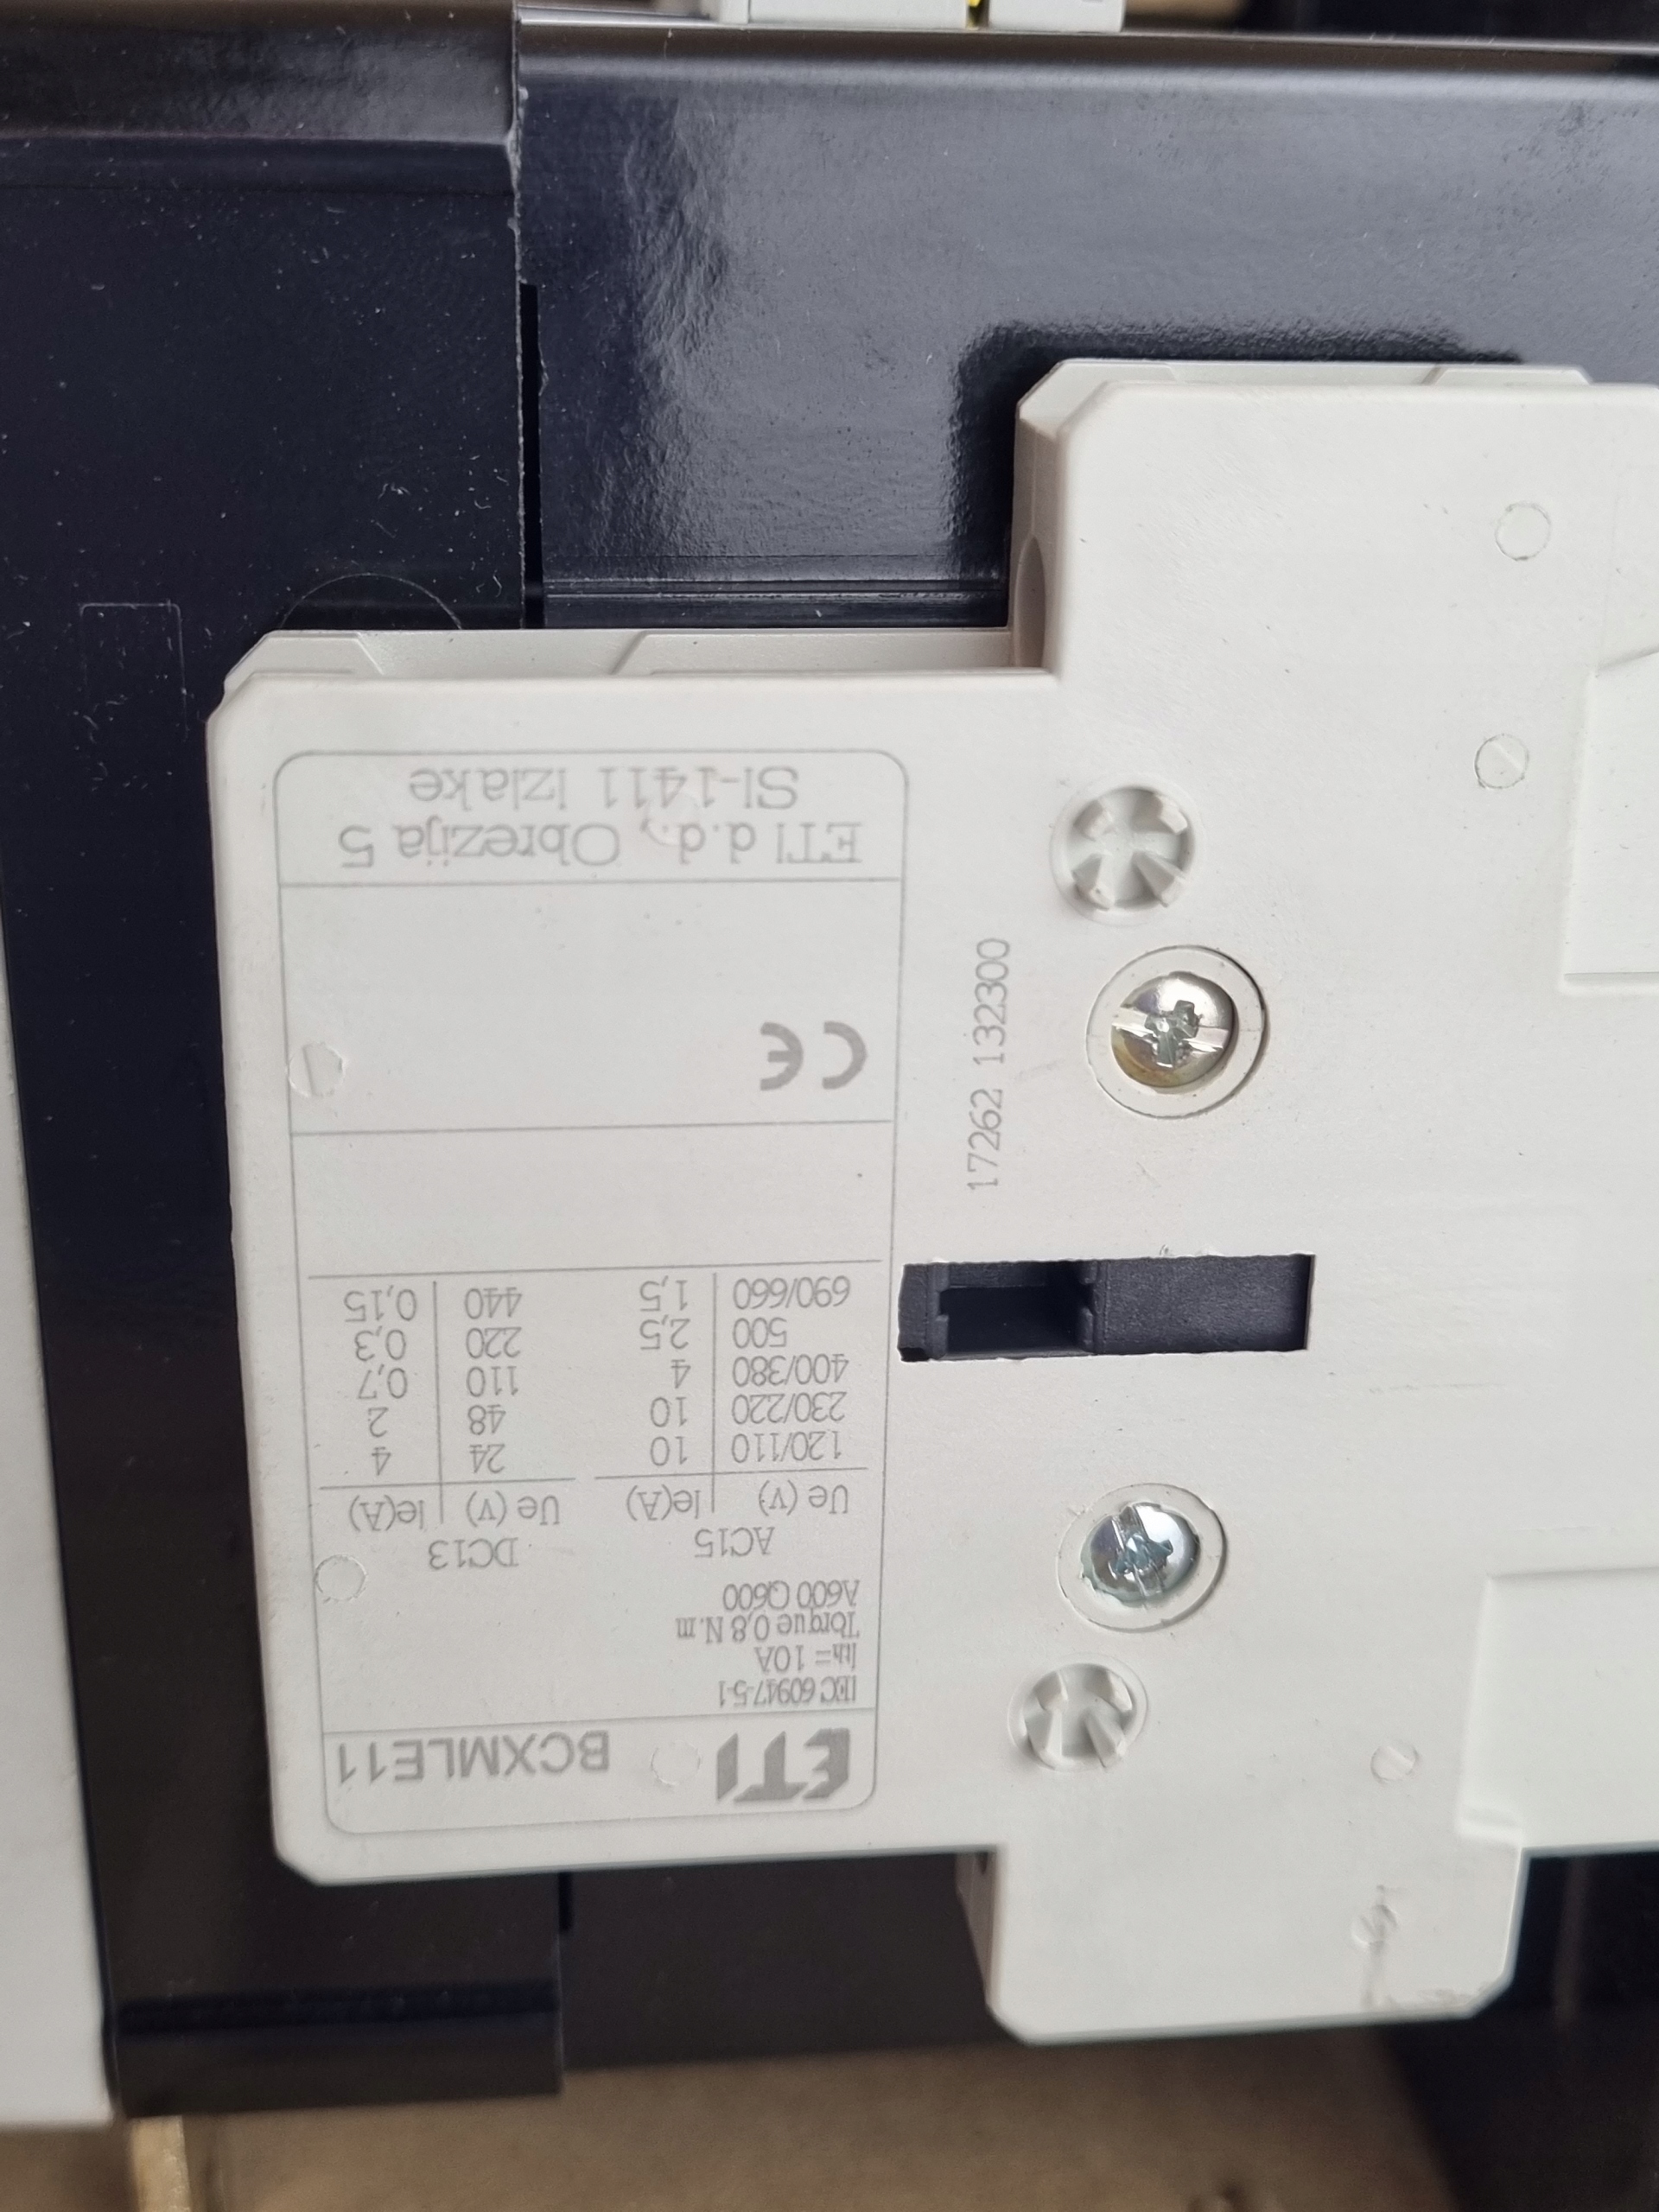 ETI BCXMLE11
IEC 60947-5-1
Ith= 10A
Torque 0,8 N.m
A600 Q600
AC15 DC13
Ue (v) Ie(A) Ue (v) Ie(A)
120/110 10 24 4
230/220 10 48 2
400/380 4 110 0,7
500 2,5 220 0,3
690/660 1,5 440 0,15
CE
ETI d.d., Obrezija 5
SI-1411 Izlake
17262 132300